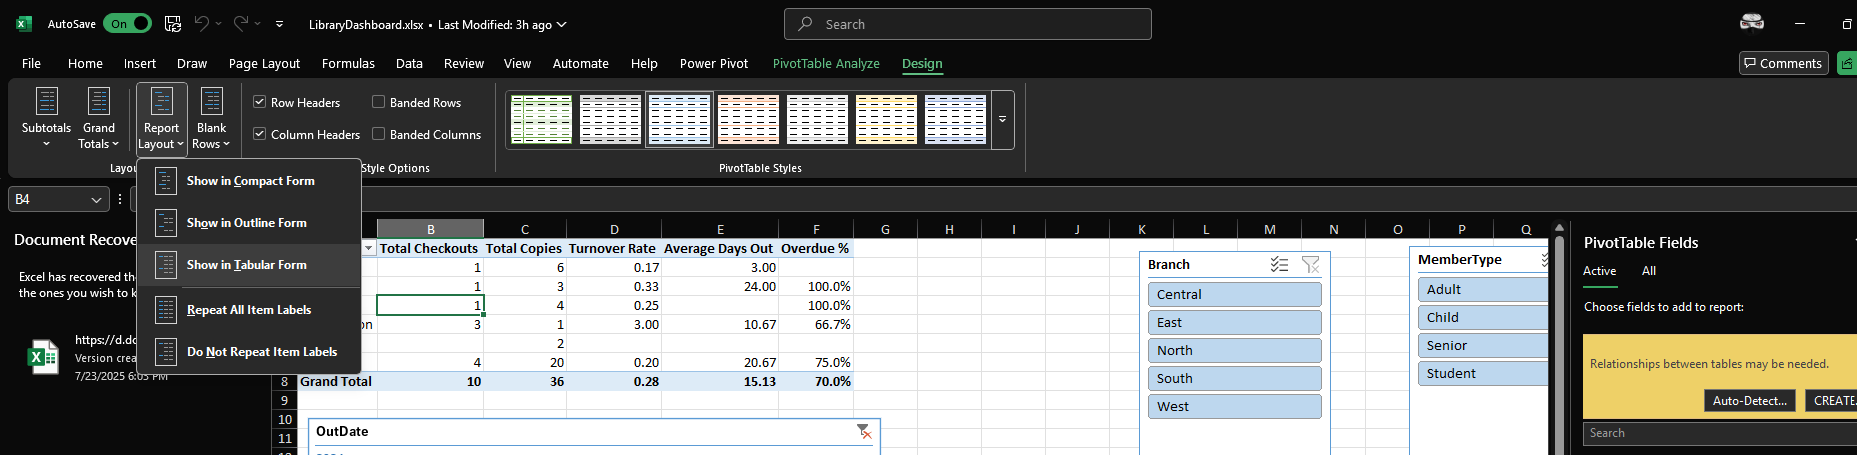 AutoSave On LibraryDashboard.xlsx • Last Modified: 3h ago Search
File Home Insert Draw Page Layout Formulas Data Review View Automate Help Power Pivot PivotTable Analyze Design Comments
Subtotals Grand Totals Report Layout Blank Rows
Row Headers Banded Rows
Column Headers Banded Columns
Layou Style Options PivotTable Styles
Show in Compact Form
Show in Outline Form
Show in Tabular Form
Repeat All Item Labels
Do Not Repeat Item Labels
B4
Document Recove
Excel has recovered th
the ones you wish to k
https://d.do
Version crea
7/23/2025 6:05 PM
B C D E F G H I J K L M N O P Q
Total Checkouts Total Copies Turnover Rate Average Days Out Overdue %
1 6 0.17 3.00
1 3 0.33 24.00 100.0%
1 4 0.25 100.0%
on 3 1 3.00 10.67 66.7%
2
4 20 0.20 20.67 75.0%
8 Grand Total 10 36 0.28 15.13 70.0%
9
10
11
OutDate
Branch
Central
East
North
South
West
MemberType
Adult
Child
Senior
Student
PivotTable Fields
Active All
Choose fields to add to report:
Relationships between tables may be needed.
Auto-Detect... CREATE.
Search